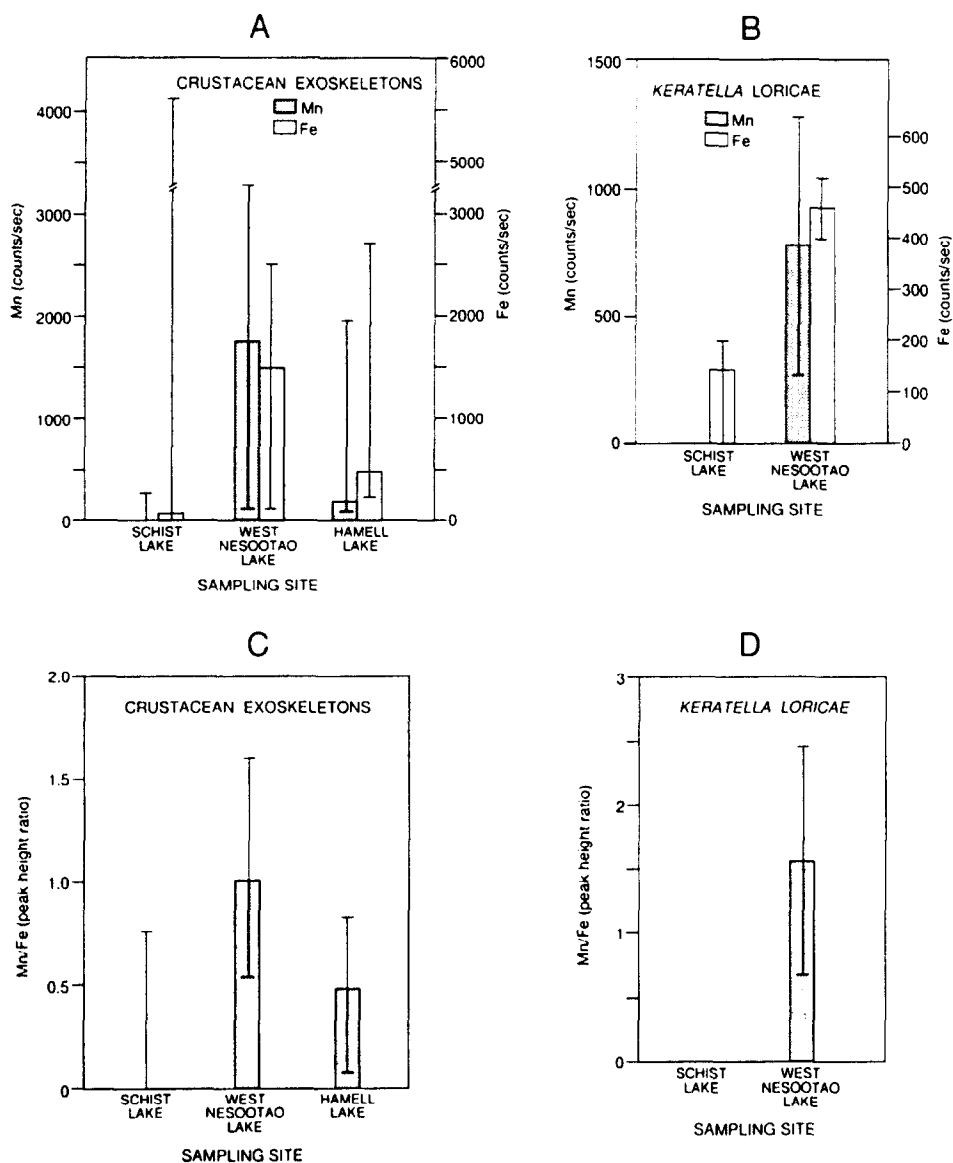 A
CRUSTACEAN EXOSKELETONS
Mn
Fe
Mn (counts/sec)
4000
3000
2000
1000
0
Fe (counts/sec)
6000
5000
3000
2000
1000
0
SCHIST LAKE
WEST NESOOTAO LAKE
HAMELL LAKE
SAMPLING SITE
B
KERATELLA LORICAE
Mn
Fe
Mn (counts/sec)
1500
1000
500
0
Fe (counts/sec)
600
500
400
300
200
100
0
SCHIST LAKE
WEST NESOOTAO LAKE
SAMPLING SITE
C
CRUSTACEAN EXOSKELETONS
Mn/Fe (peak height ratio)
2.0
1.5
1.0
0.5
0
SCHIST LAKE
WEST NESOOTAO LAKE
HAMELL LAKE
SAMPLING SITE
D
KERATELLA LORICAE
Mn/Fe (peak height ratio)
3
2
1
0
SCHIST LAKE
WEST NESOOTAO LAKE
SAMPLING SITE